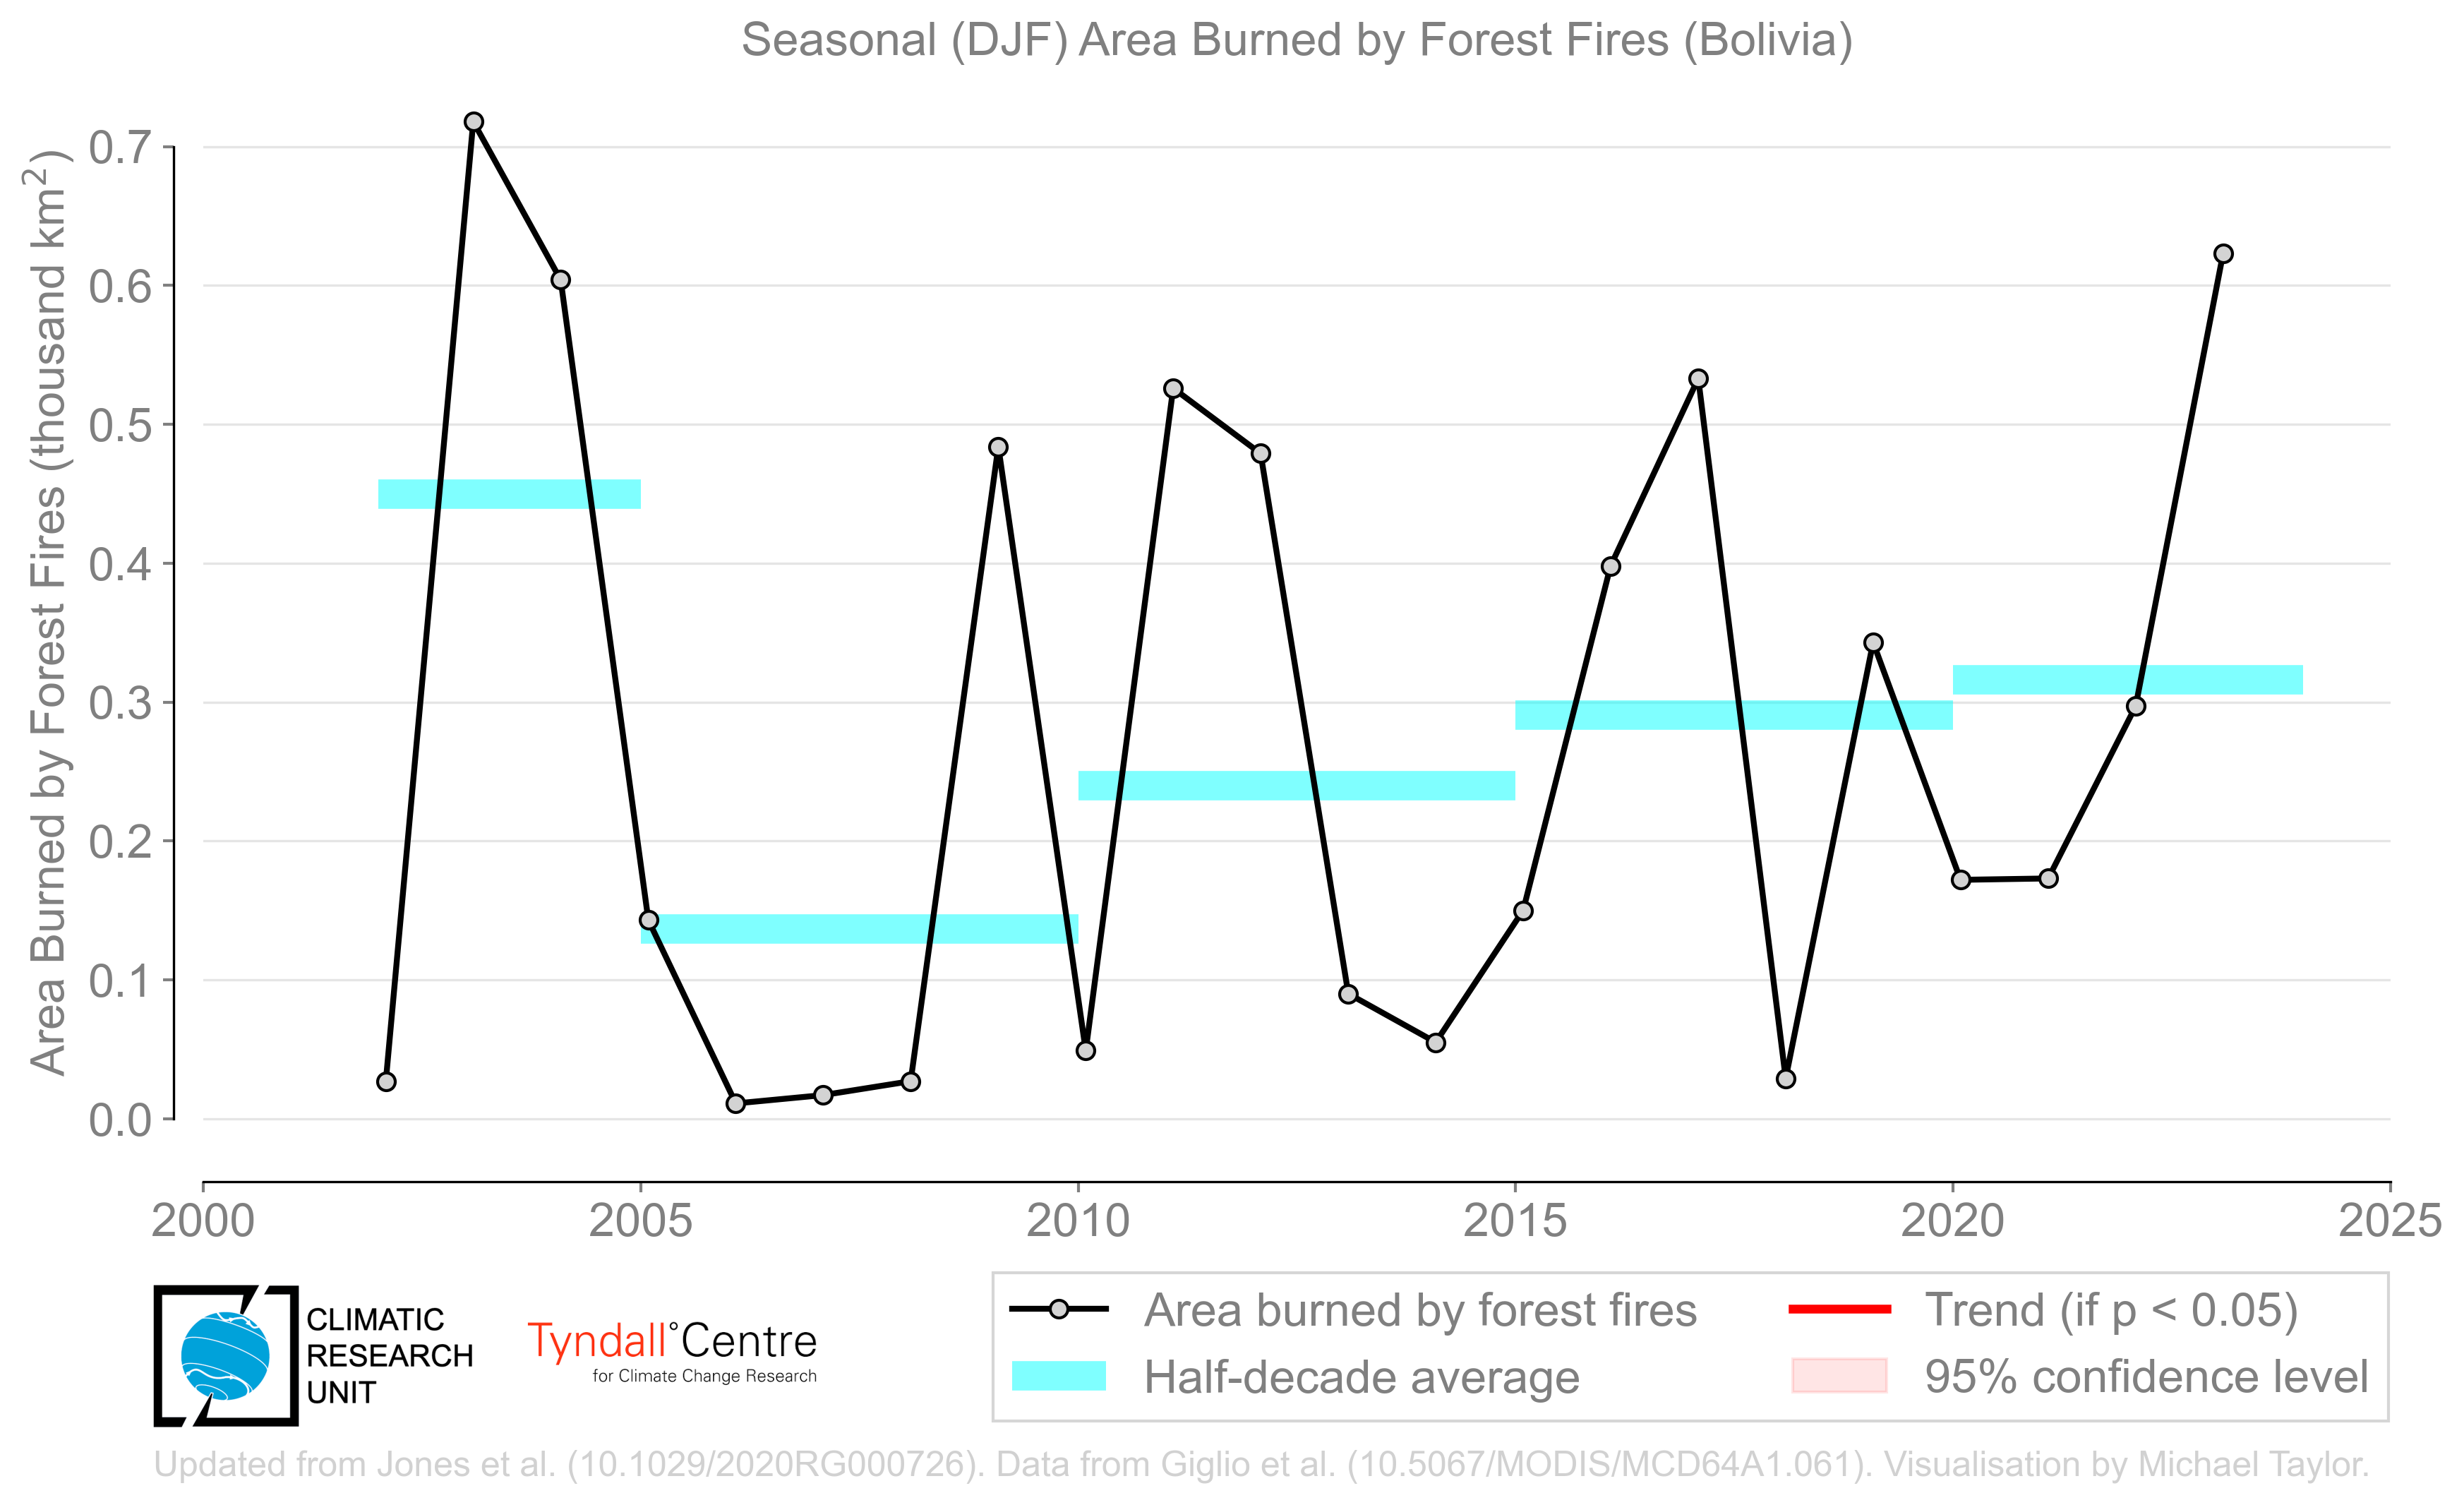 Seasonal (DJF) Area Burned by Forest Fires (Bolivia)
Area Burned by Forest Fires (thousand km²)
0.7
0.6
0.5
0.4
0.3
0.2
0.1
0.0
2000 2005 2010 2015 2020 2025
CLIMATIC
RESEARCH
UNIT
Tyndall°Centre
for Climate Change Research
Area burned by forest fires
Half-decade average
Trend (if p < 0.05)
95% confidence level
Updated from Jones et al. (10.1029/2020RG000726). Data from Giglio et al. (10.5067/MODIS/MCD64A1.061). Visualisation by Michael Taylor.